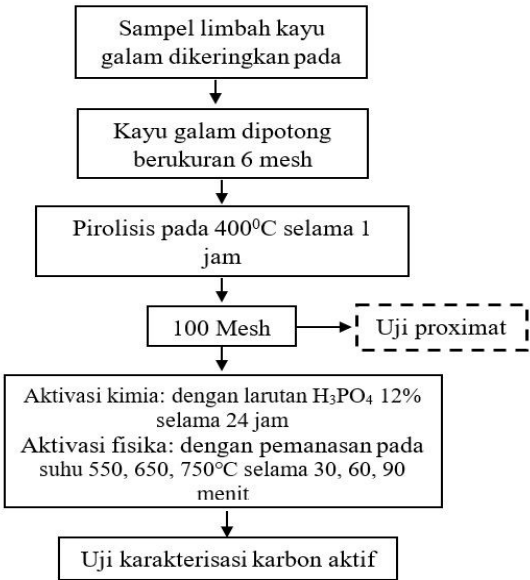 Sampel limbah kayu
galam dikeringkan pada
Kayu galam dipotong
berukuran 6 mesh
Pirolisis pada 400⁰C selama 1
jam
100 Mesh
Uji proximat
Aktivasi kimia: dengan larutan H₃PO₄ 12%
selama 24 jam
Aktivasi fisika: dengan pemanasan pada
suhu 550, 650, 750°C selama 30, 60, 90
menit
Uji karakterisasi karbon aktif